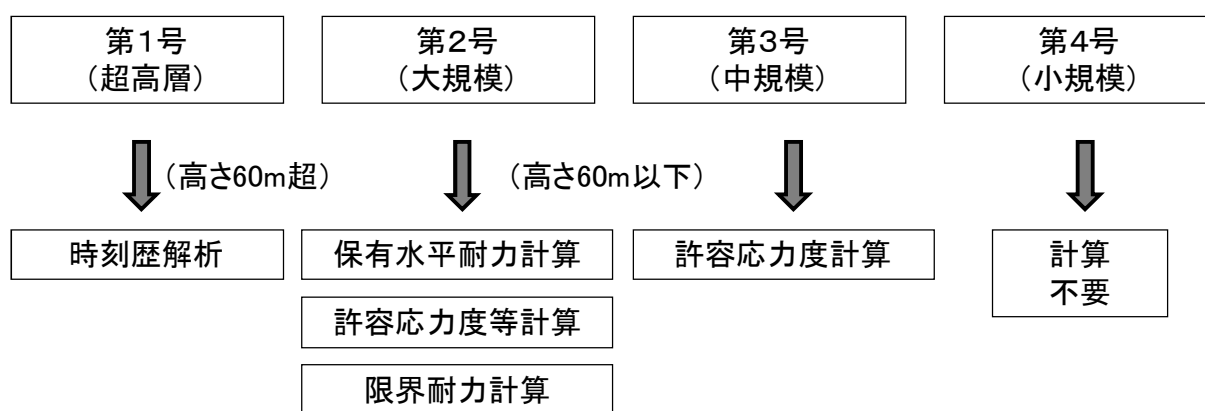 第１号
（超高層）
第２号
（大規模）
第３号
（中規模）
第４号
（小規模）
（高さ60m超）
（高さ60m以下）
時刻歴解析
保有水平耐力計算
許容応力度等計算
限界耐力計算
許容応力度計算
計算
不要